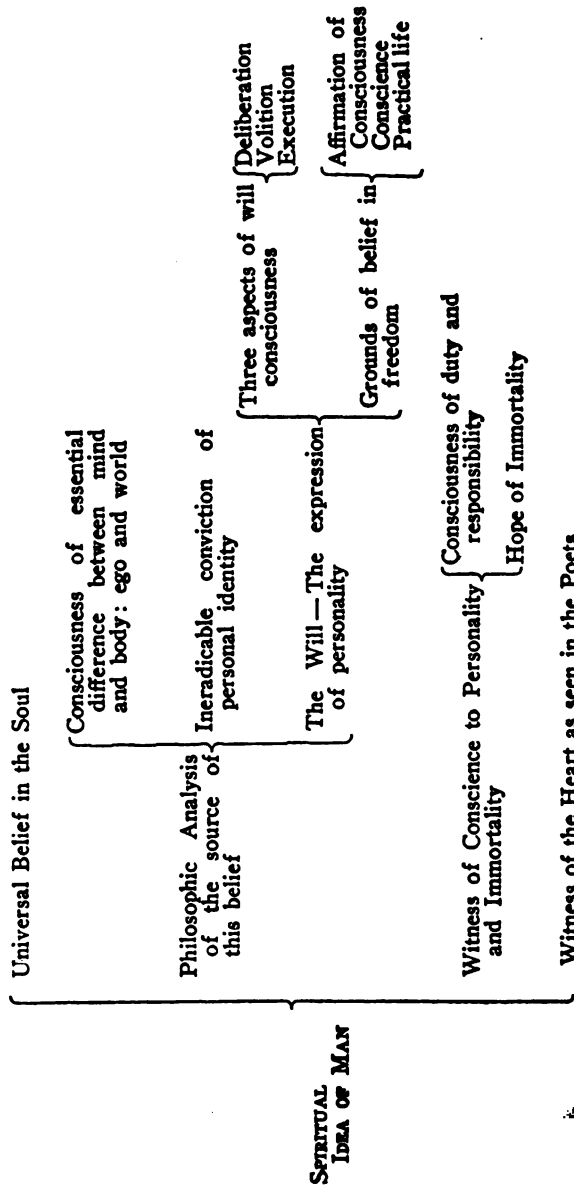 SPIRITUAL
IDEA OF MAN
Universal Belief in the Soul
Philosophic Analysis
of the source of
this belief
Consciousness of essential
difference between mind
and body: ego and world
Ineradicable conviction of
personal identity
The Will—The expression
of personality
Three aspects of will
consciousness
Deliberation
Volition
Execution
Grounds of belief in
freedom
Affirmation of
Consciousness
Conscience
Practical life
Witness of Conscience to Personality
and Immortality
Consciousness of duty and
responsibility
Hope of Immortality
Witness of the Heart as seen in the Poets